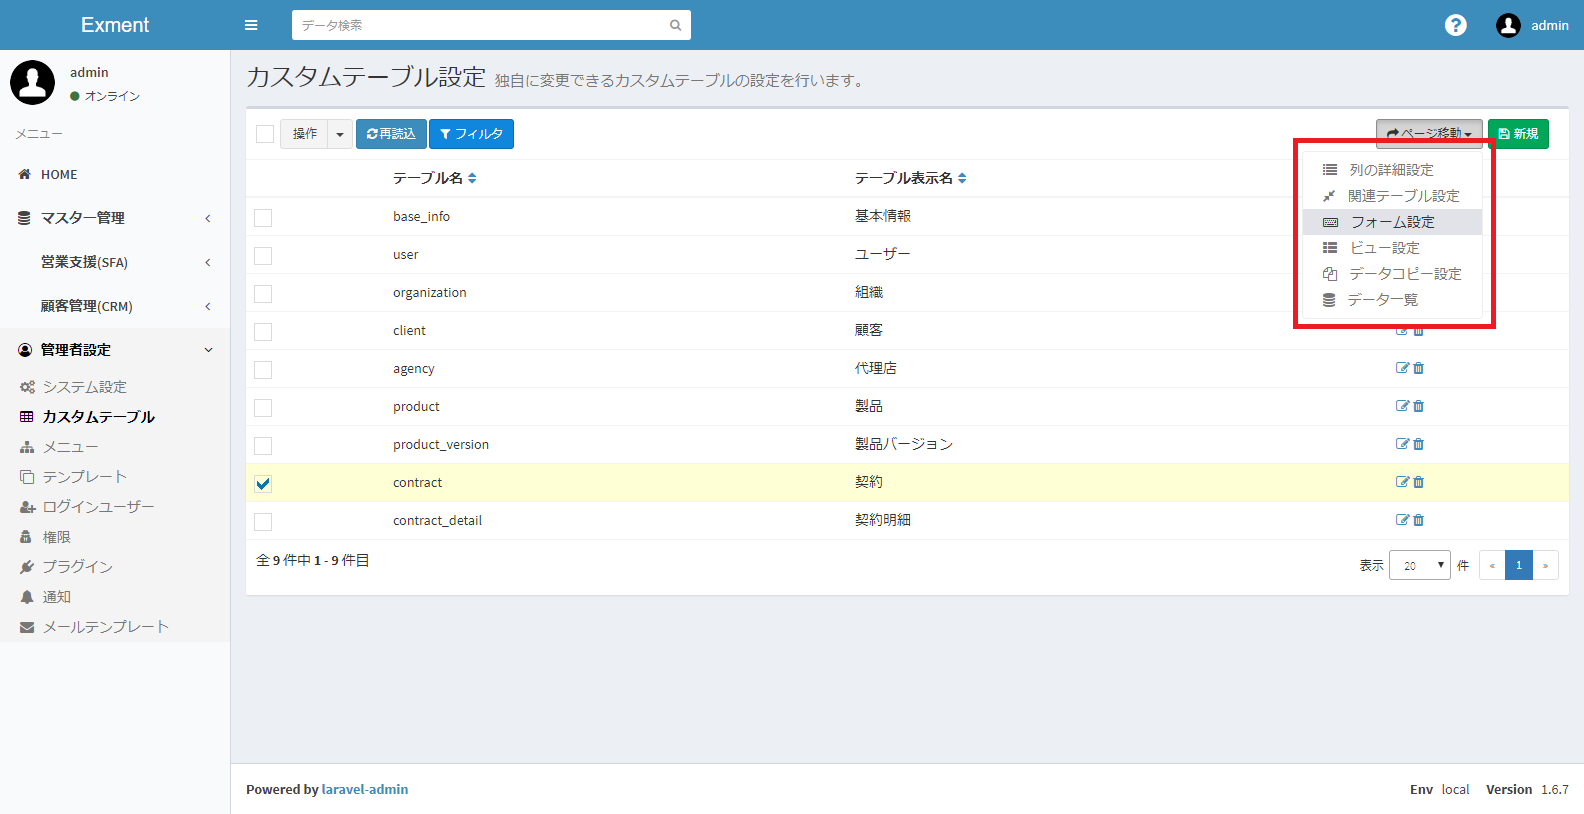 Exment
データ検索
admin
admin
オンライン
メニュー
HOME
マスター管理
営業支援(SFA)
顧客管理(CRM)
管理者設定
システム設定
カスタムテーブル
メニュー
テンプレート
ログインユーザー
権限
プラグイン
通知
メールテンプレート
カスタムテーブル設定 独自に変更できるカスタムテーブルの設定を行います。
操作 再読込 フィルタ ページ移動 新規
列の詳細設定
関連テーブル設定
フォーム設定
ビュー設定
データコピー設定
データ一覧
テーブル名 テーブル表示名
base_info 基本情報
user ユーザー
organization 組織
client 顧客
agency 代理店
product 製品
product_version 製品バージョン
contract 契約
contract_detail 契約明細
全 9 件中 1 - 9 件目
表示 20 件 « 1 »
Powered by laravel-admin
Env local Version 1.6.7